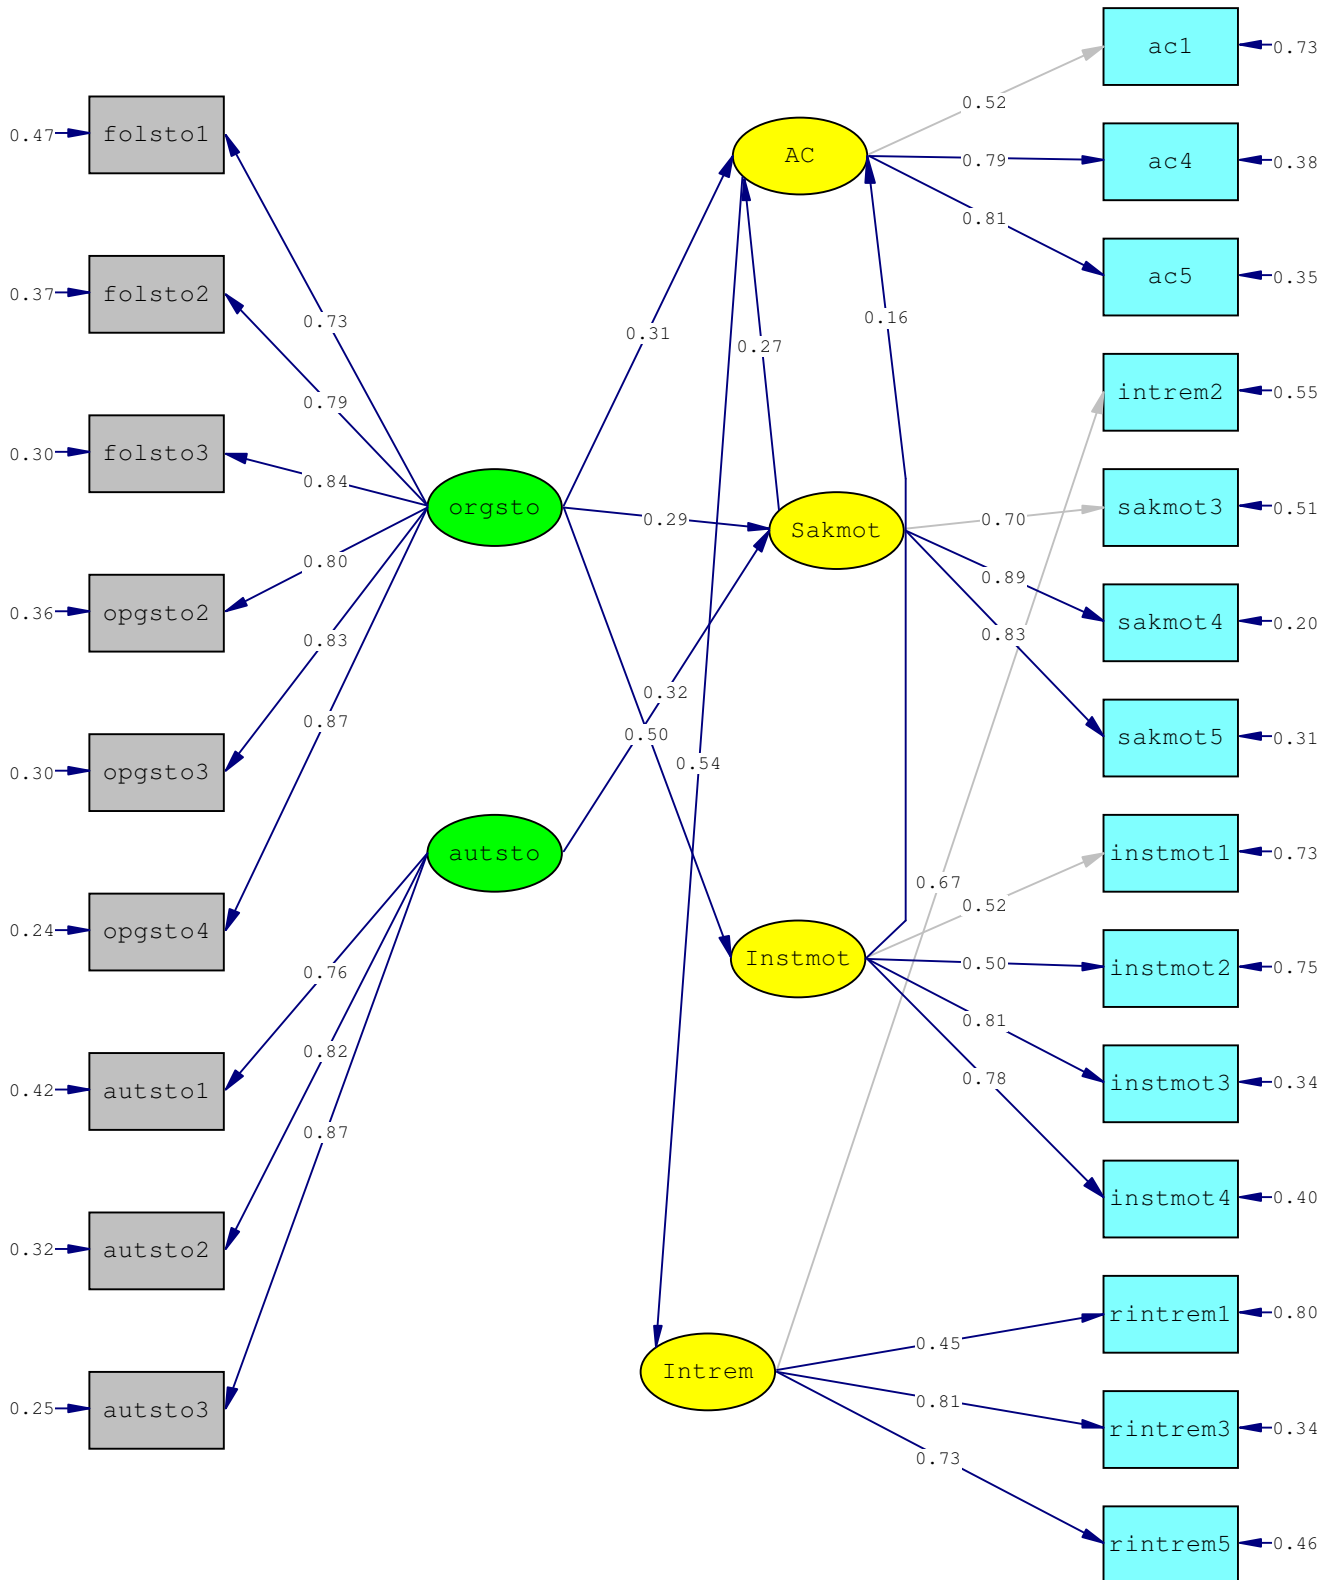 ac1
0.73
0.52
folsto1
0.47
AC
ac4
0.38
0.79
0.81
ac5
0.35
folsto2
0.37
0.73
0.31
0.27
0.16
0.79
intrem2
0.55
folsto3
0.30
0.84
orgsto
0.29
Sakmot
0.70
sakmot3
0.51
0.80
0.89
opgsto2
0.36
sakmot4
0.20
0.83
0.83
0.32
0.87
0.50
sakmot5
0.31
opgsto3
0.30
0.54
autsto
instmot1
0.73
0.67
0.52
opgsto4
0.24
Instmot
0.50
instmot2
0.75
0.76
0.81
0.82
0.78
autsto1
0.42
instmot3
0.34
0.87
instmot4
0.40
autsto2
0.32
rintrem1
0.80
0.45
Intrem
0.81
autsto3
0.25
rintrem3
0.34
0.73
rintrem5
0.46